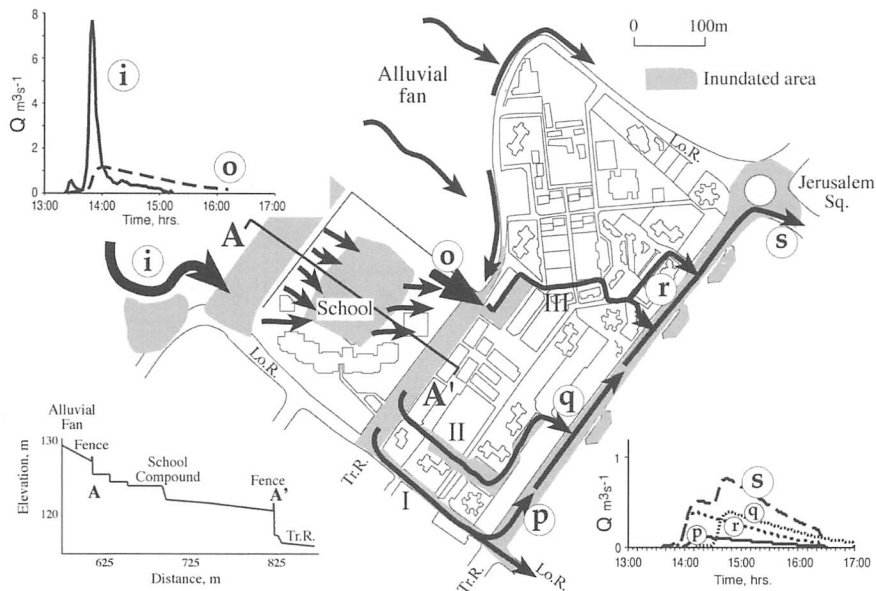 8
6
4
2
0
Q m³s⁻¹
i
o
13:00 14:00 15:00 16:00 17:00
Time, hrs.
Alluvial
fan
0 100m
Inundated area
Lo.R.
Jerusalem
Sq.
s
A
o
i
School
III
r
Lo.R.
A'
q
II
Tr.R.
I
p
Tr.R.
Lo.R.
Alluvial
Fan
130
120
Elevation, m
Fence
A
School
Compound
Fence
A'
Tr.R.
625 725 825
Distance, m
1
0
Q m³s⁻¹
s
q
r
p
13:00 14:00 15:00 16:00 17:00
Time, hrs.